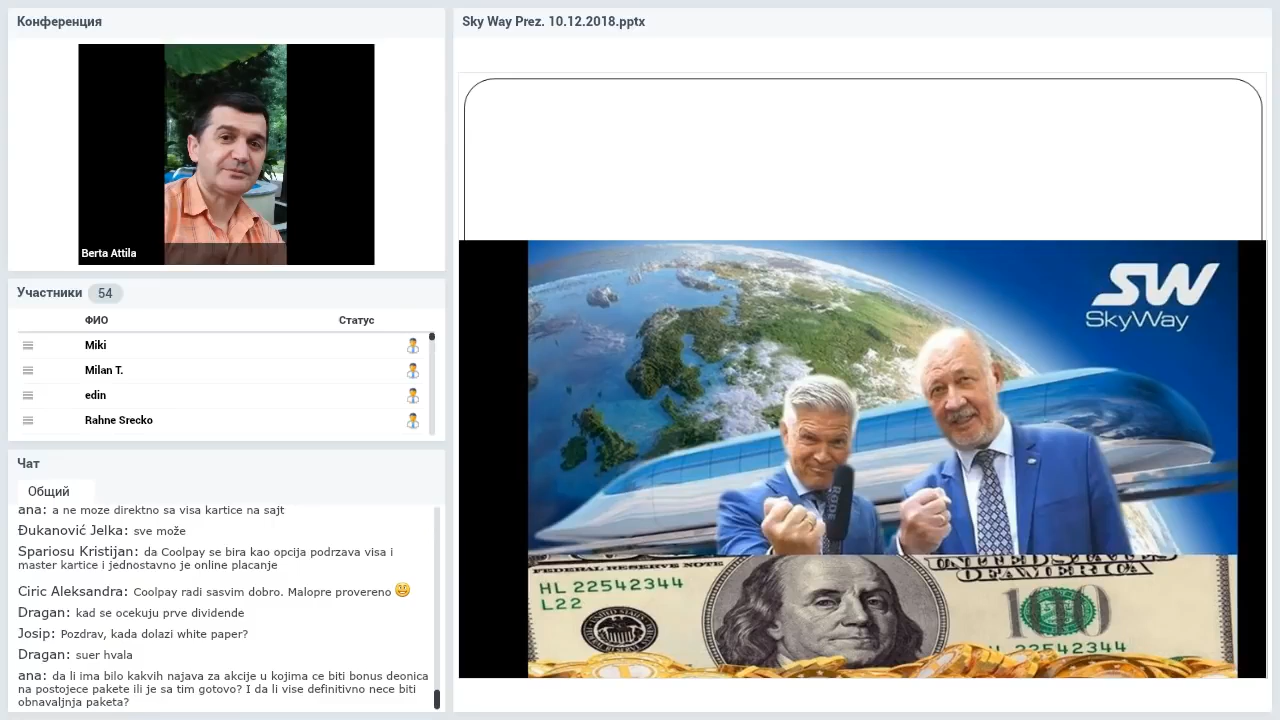 Конференция
Berta Attila
Участники 54
ФИО Статус
Miki
Milan T.
edin
Rahne Srecko
Чат
Общий
ana: a ne moze direktno sa visa kartice na sajt
Đukanović Jelka: sve može
Spariosu Kristijan: da Coolpay se bira kao opcija podrzava visa i
master kartice i jednostavno je online placanje
Ciric Aleksandra: Coolpay radi sasvim dobro. Malopre provereno
Dragan: kad se ocekuju prve dividende
Josip: Pozdrav, kada dolazi white paper?
Dragan: suer hvala
ana: da li ima bilo kakvih najava za akcije u kojima ce biti bonus deonica
na postojece pakete ili je sa tim gotovo? I da li vise definitivno nece biti
obnavaljnja paketa?
Sky Way Prez. 10.12.2018.pptx
SW
SkyWay
RODE
FEDERAL RESERVE NOTE
UNITED STATES
OF AMERICA
HL 22542344
L22
100